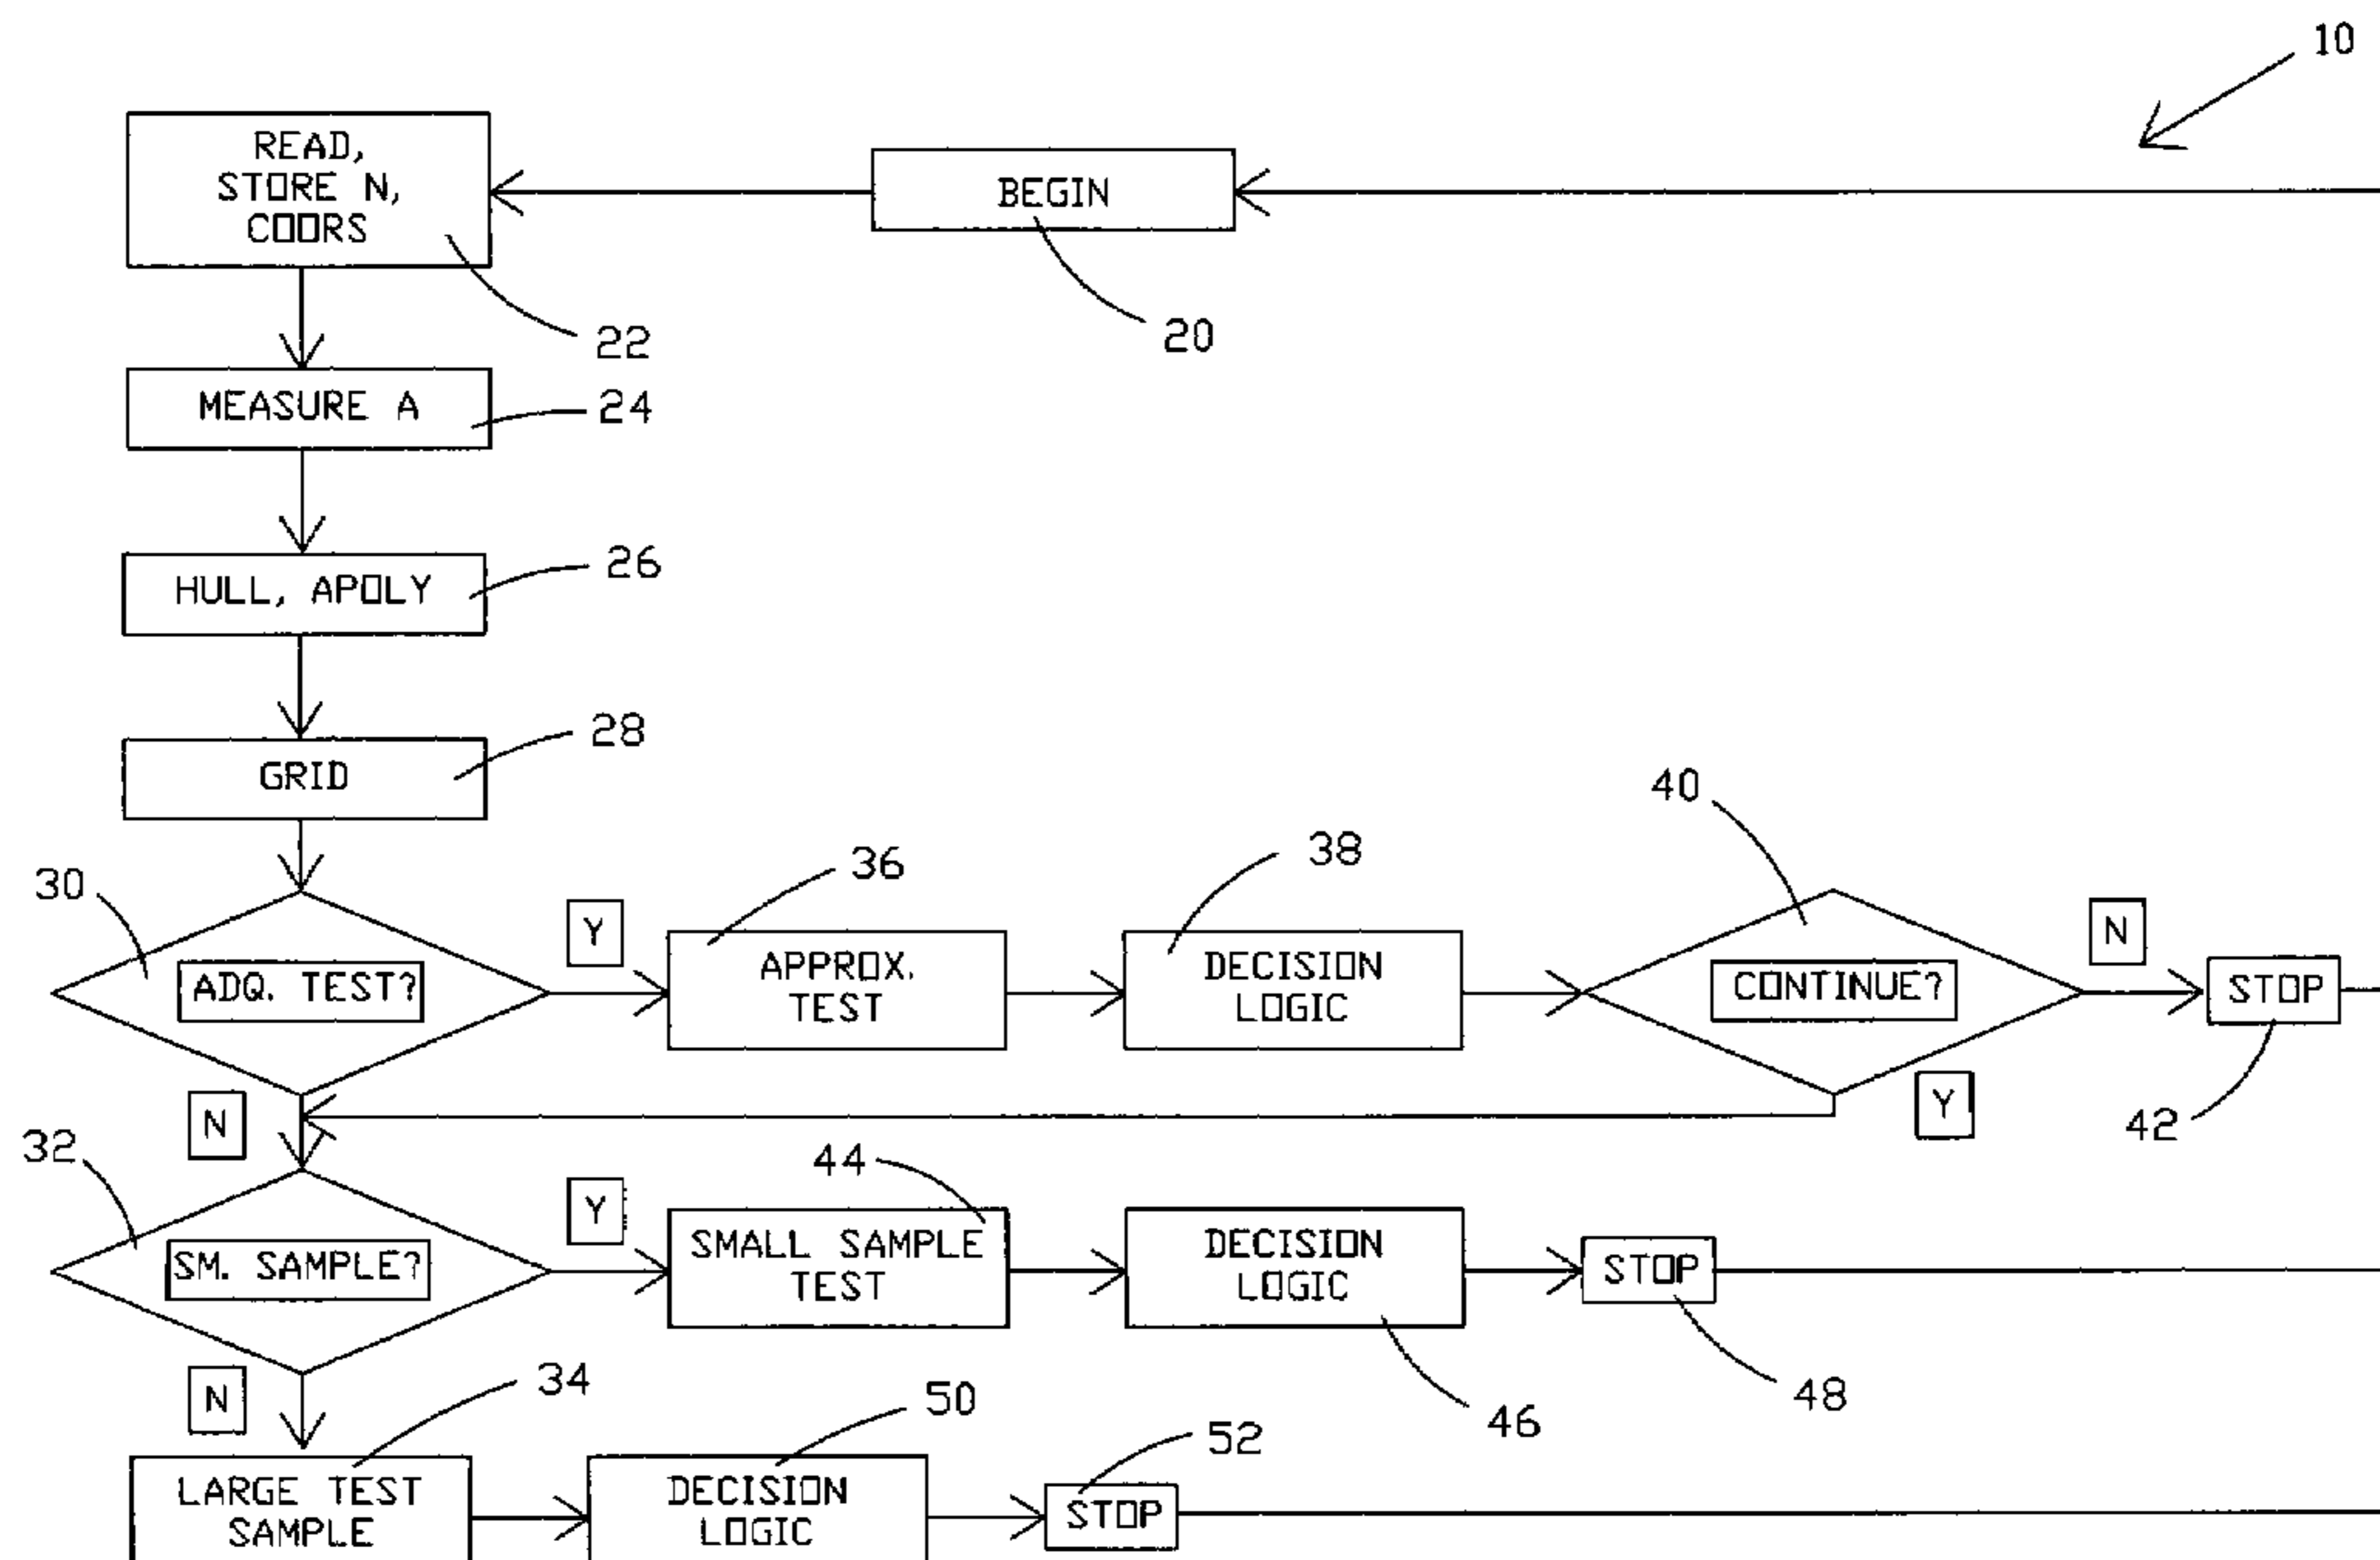 10
READ,
STORE N,
COORS
BEGIN
22
20
MEASURE A
24
HULL, APOLY
26
GRID
28
30
ADQ. TEST?
Y
36
APPROX.
TEST
38
DECISION
LOGIC
40
CONTINUE?
N
STOP
42
Y
N
32
SM. SAMPLE?
Y
44
SMALL SAMPLE
TEST
DECISION
LOGIC
46
STOP
48
N
34
LARGE TEST
SAMPLE
50
DECISION
LOGIC
52
STOP